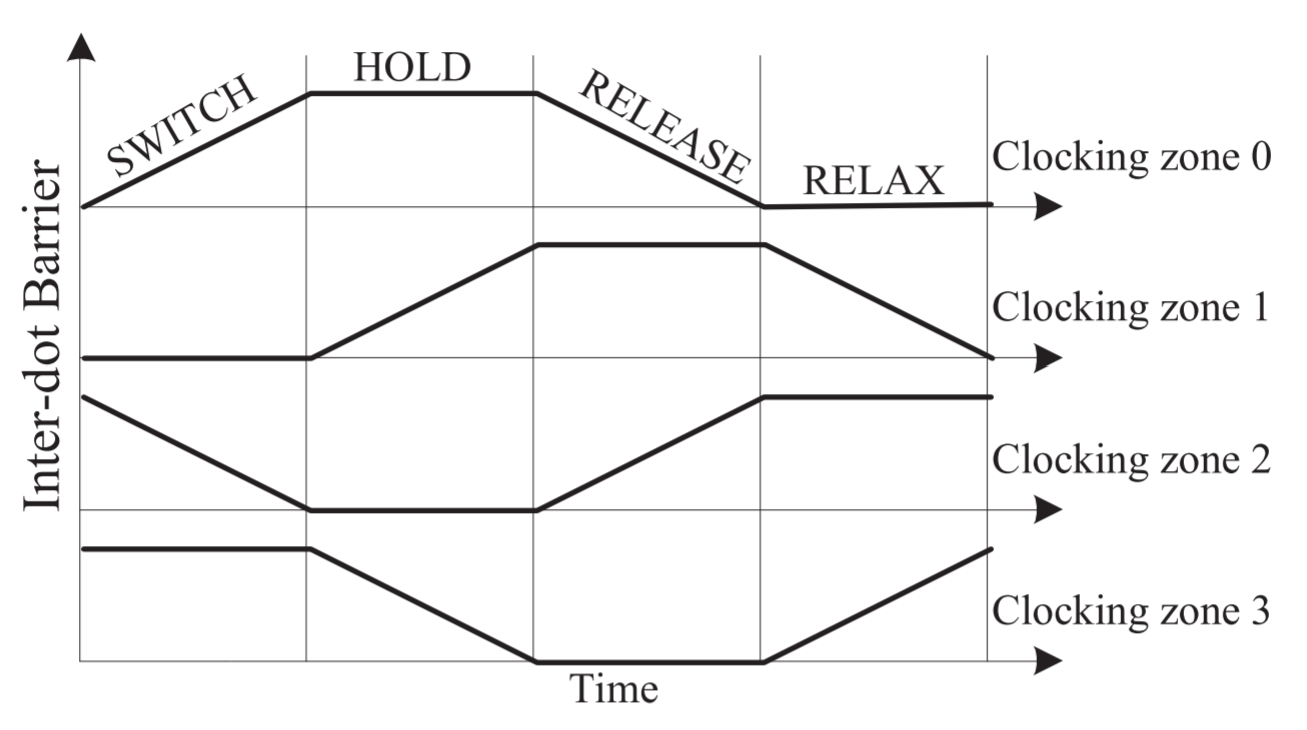 HOLD
SWITCH
RELEASE
RELAX
Clocking zone 0
Inter-dot Barrier
Clocking zone 1
Clocking zone 2
Clocking zone 3
Time